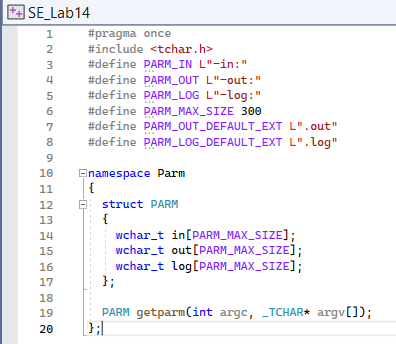 SE_Lab14
1 #pragma once
2 #include <tchar.h>
3 #define PARM_IN L"-in:"
4 #define PARM_OUT L"-out:"
5 #define PARM_LOG L"-log:"
6 #define PARM_MAX_SIZE 300
7 #define PARM_OUT_DEFAULT_EXT L".out"
8 #define PARM_LOG_DEFAULT_EXT L".log"
9
10 namespace Parm
11 {
12 struct PARM
13 {
14 wchar_t in[PARM_MAX_SIZE];
15 wchar_t out[PARM_MAX_SIZE];
16 wchar_t log[PARM_MAX_SIZE];
17 };
18
19 PARM getparm(int argc, _TCHAR* argv[]);
20 };